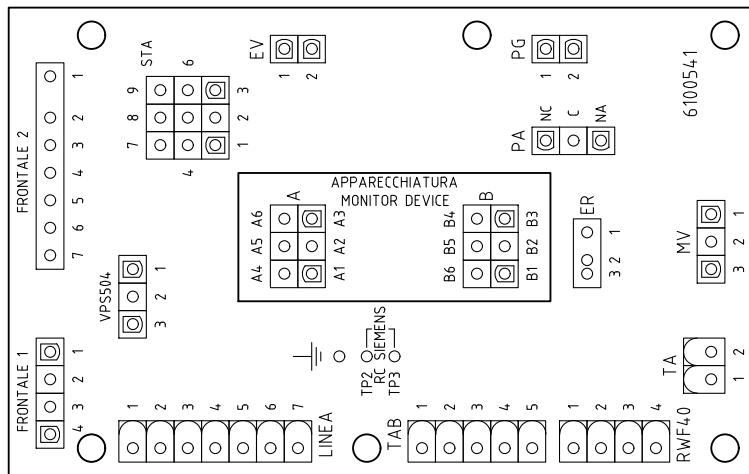 STA
6
9
8
7
3
2
1
4
EV
1
2
PG
1
2
PA
NC
C
NA
6100541
FRONTALE 2
1
2
3
4
5
6
7
APPARECCHIATURA
MONITOR DEVICE
A
A6
A5
A4
A3
A2
A1
B
B4
B5
B6
B3
B2
B1
ER
1
2
3
MV
1
2
3
VPS504
1
2
3
FRONTALE 1
1
2
3
4
TP2
RC SIEMENS
TP3
TA
2
1
1
2
3
4
5
6
7
LINEA
TAB
1
2
3
4
5
1
2
3
4
RWF40